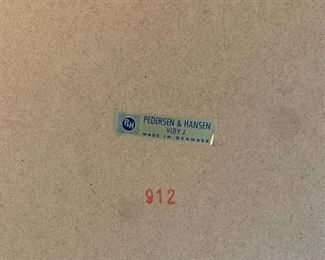 P&H
PEDERSEN & HANSEN
VIBY J.
MADE IN DENMARK
912